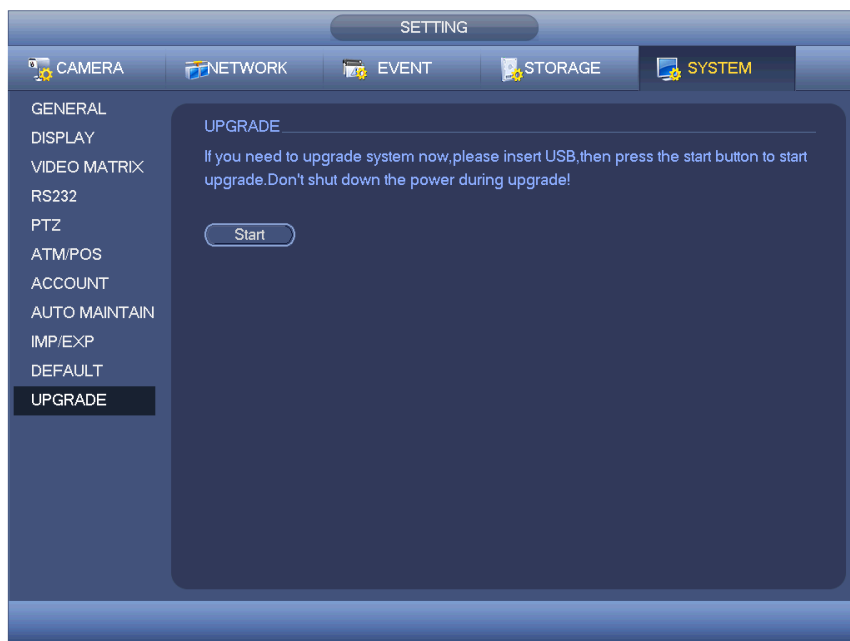 SETTING
CAMERA
NETWORK
EVENT
STORAGE
SYSTEM
GENERAL
DISPLAY
VIDEO MATRIX
RS232
PTZ
ATM/POS
ACCOUNT
AUTO MAINTAIN
IMP/EXP
DEFAULT
UPGRADE
UPGRADE
If you need to upgrade system now,please insert USB,then press the start button to start
upgrade.Don't shut down the power during upgrade!
Start